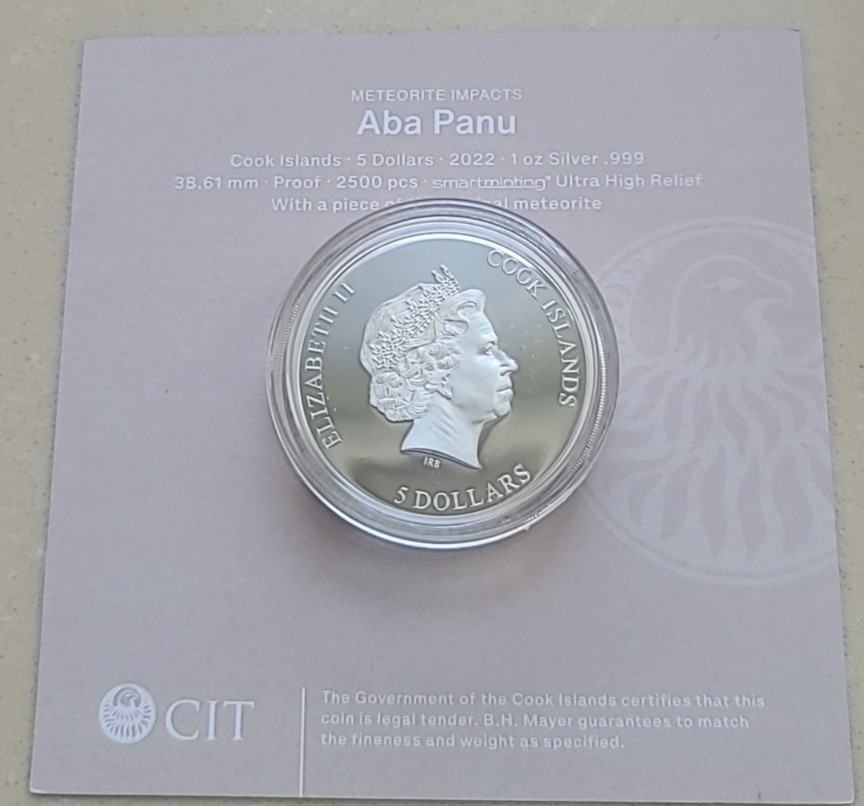 METEORITE IMPACTS
Aba Panu
Cook Islands · 5 Dollars · 2022 · 1 oz Silver .999
38.61 mm · Proof · 2500 pcs · smartminting® Ultra High Relief
With a piece of meteorite
ELIZABETH II
COOK ISLANDS
IRB
5 DOLLARS
CIT
The Government of the Cook Islands certifies that this
coin is legal tender. B.H. Mayer guarantees to match
the fineness and weight as specified.